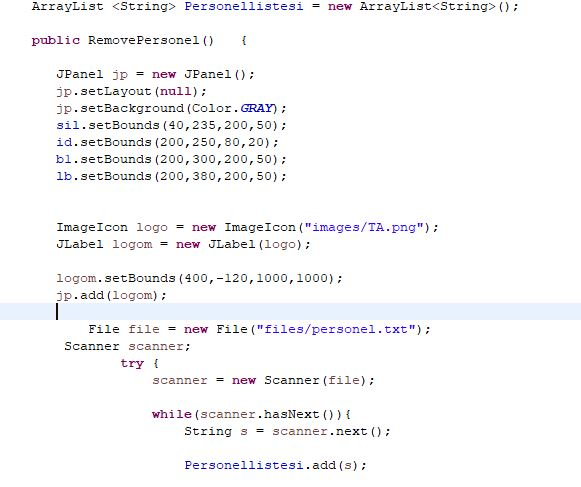 ArrayList <String> Personellistesi = new ArrayList<String>();
public RemovePersonel()   {
JPanel jp = new JPanel();
jp.setLayout(null);
jp.setBackground(Color.GRAY);
sil.setBounds(40,235,200,50);
id.setBounds(200,250,80,20);
b1.setBounds(200,300,200,50);
lb.setBounds(200,380,200,50);
ImageIcon logo = new ImageIcon("images/TA.png");
JLabel logom = new JLabel(logo);
logom.setBounds(400,-120,1000,1000);
jp.add(logom);
File file = new File("files/personel.txt");
Scanner scanner;
try {
scanner = new Scanner(file);
while(scanner.hasNext()){
String s = scanner.next();
Personellistesi.add(s);